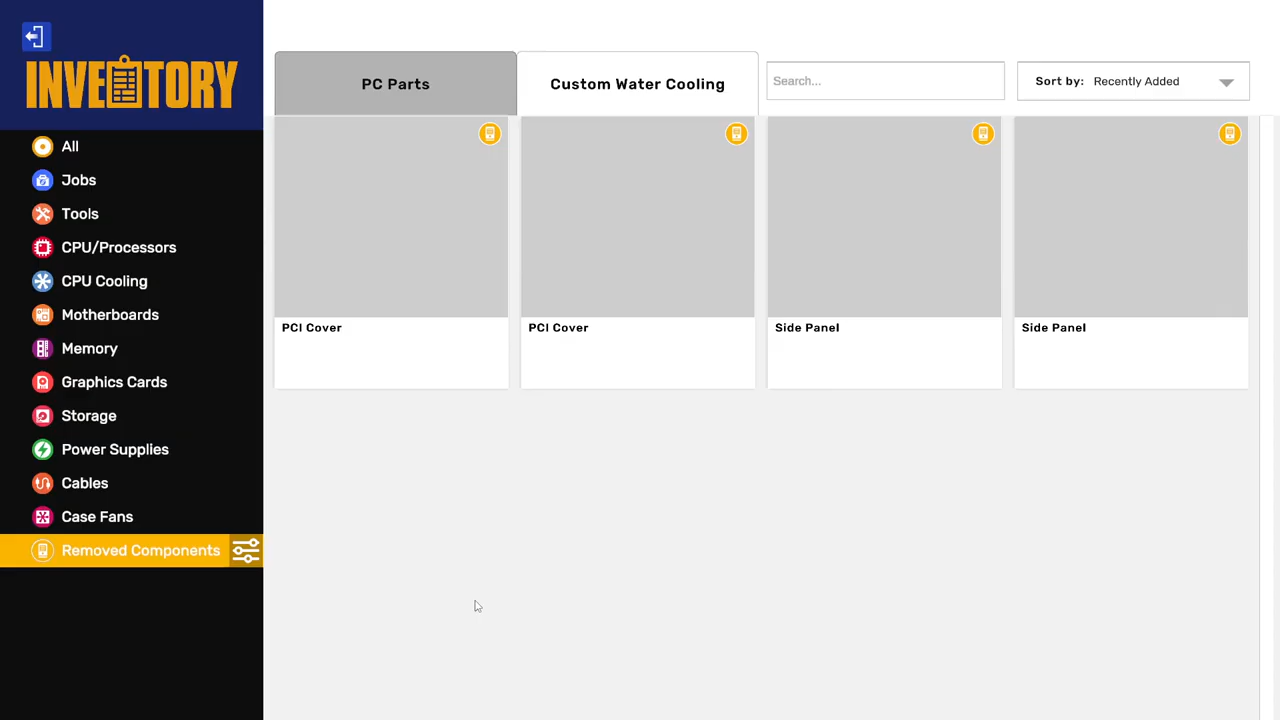 INVENTORY
All
Jobs
Tools
CPU/Processors
CPU Cooling
Motherboards
Memory
Graphics Cards
Storage
Power Supplies
Cables
Case Fans
Removed Components
PC Parts
Custom Water Cooling
Search...
Sort by: Recently Added
PCI Cover
PCI Cover
Side Panel
Side Panel